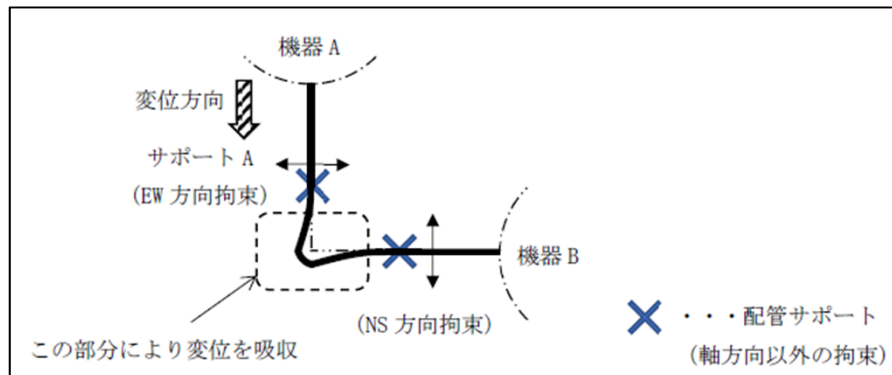 機器 A
変位方向
サポート A
(EW 方向拘束)
機器 B
(NS 方向拘束)
この部分により変位を吸収
・・・配管サポート
(軸方向以外の拘束)